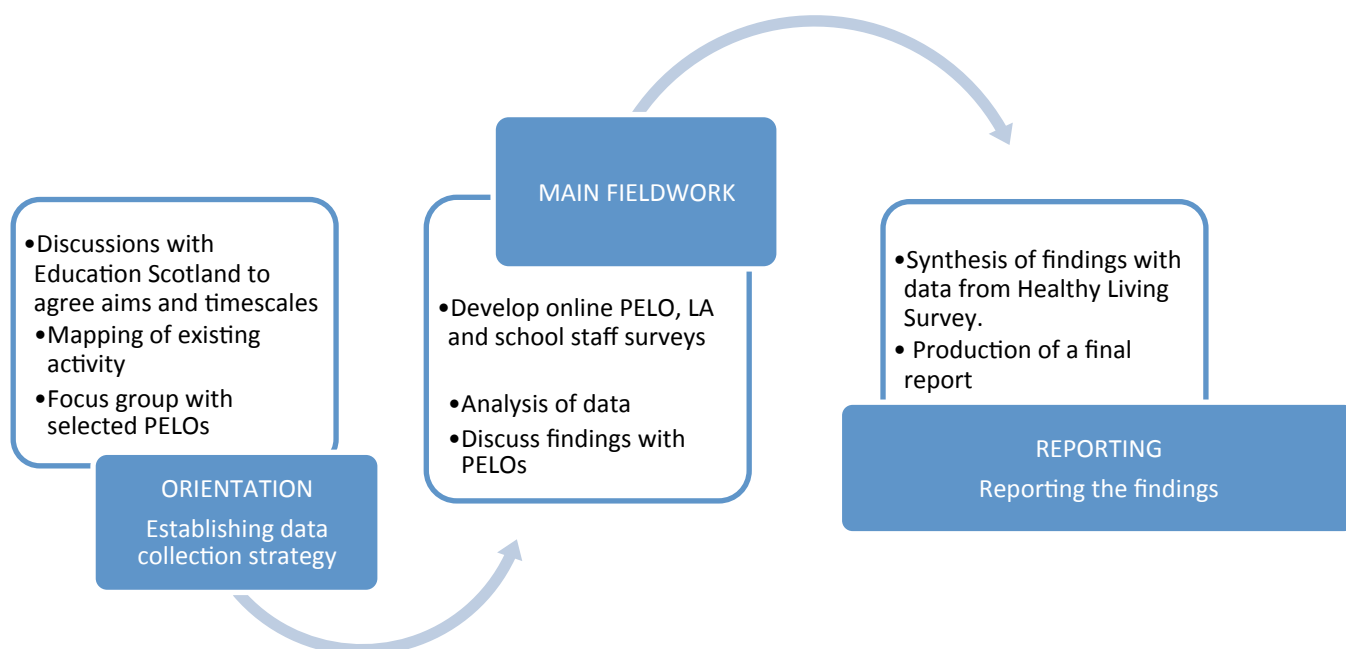 •Discussions with
Education Scotland to
agree aims and timescales
•Mapping of existing
activity
•Focus group with
selected PELOs
ORIENTATION
Establishing data
collection strategy
MAIN FIELDWORK
•Develop online PELO, LA
and school staff surveys
•Analysis of data
•Discuss findings with
PELOs
•Synthesis of findings with
data from Healthy Living
Survey.
• Production of a final
report
REPORTING
Reporting the findings